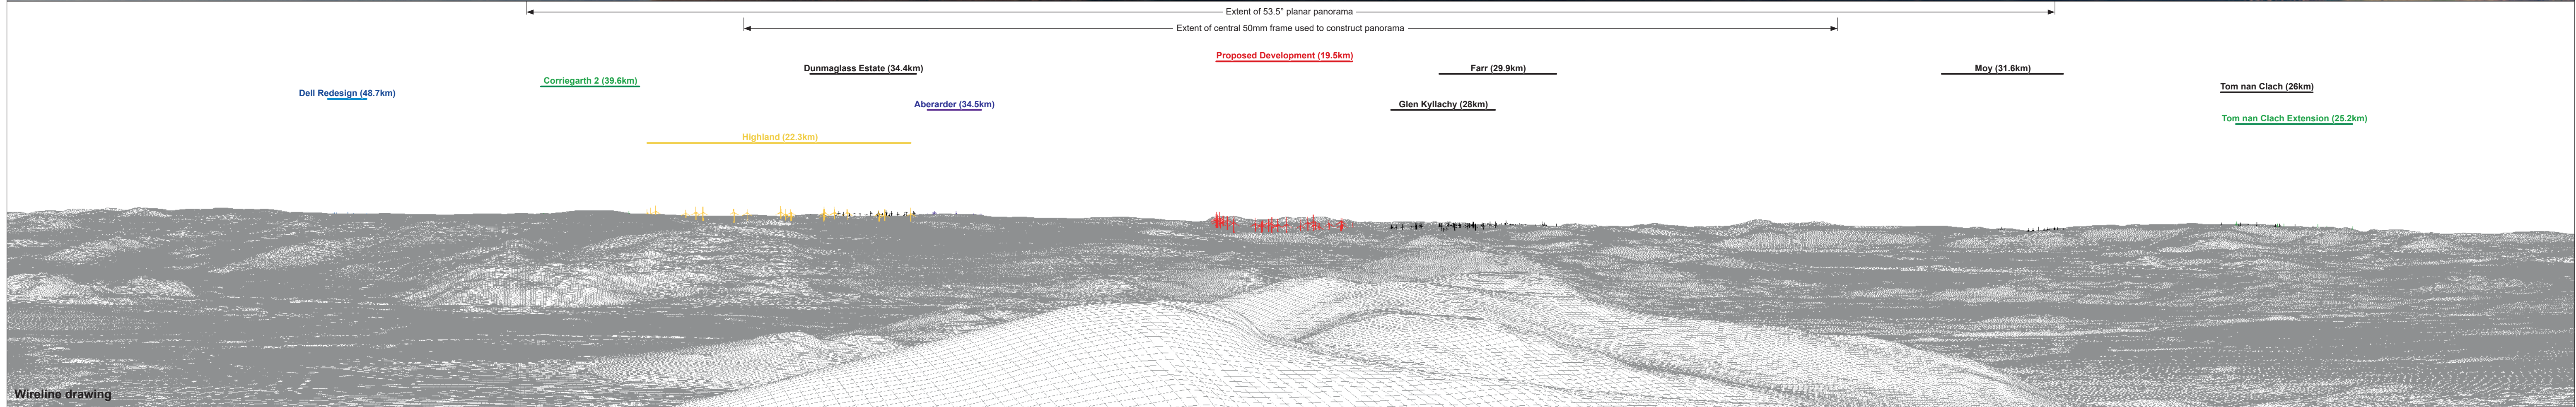 Extent of 53.5° planar panorama
Extent of central 50mm frame used to construct panorama
Proposed Development (19.5km)
Dunmaglass Estate (34.4km)
Farr (29.9km)
Moy (31.6km)
Corriegarth 2 (39.6km)
Tom nan Clach (26km)
Dell Redesign (48.7km)
Aberarder (34.5km)
Glen Kyllachy (28km)
Tom nan Clach Extension (25.2km)
Highland (22.3km)
Wireline drawing